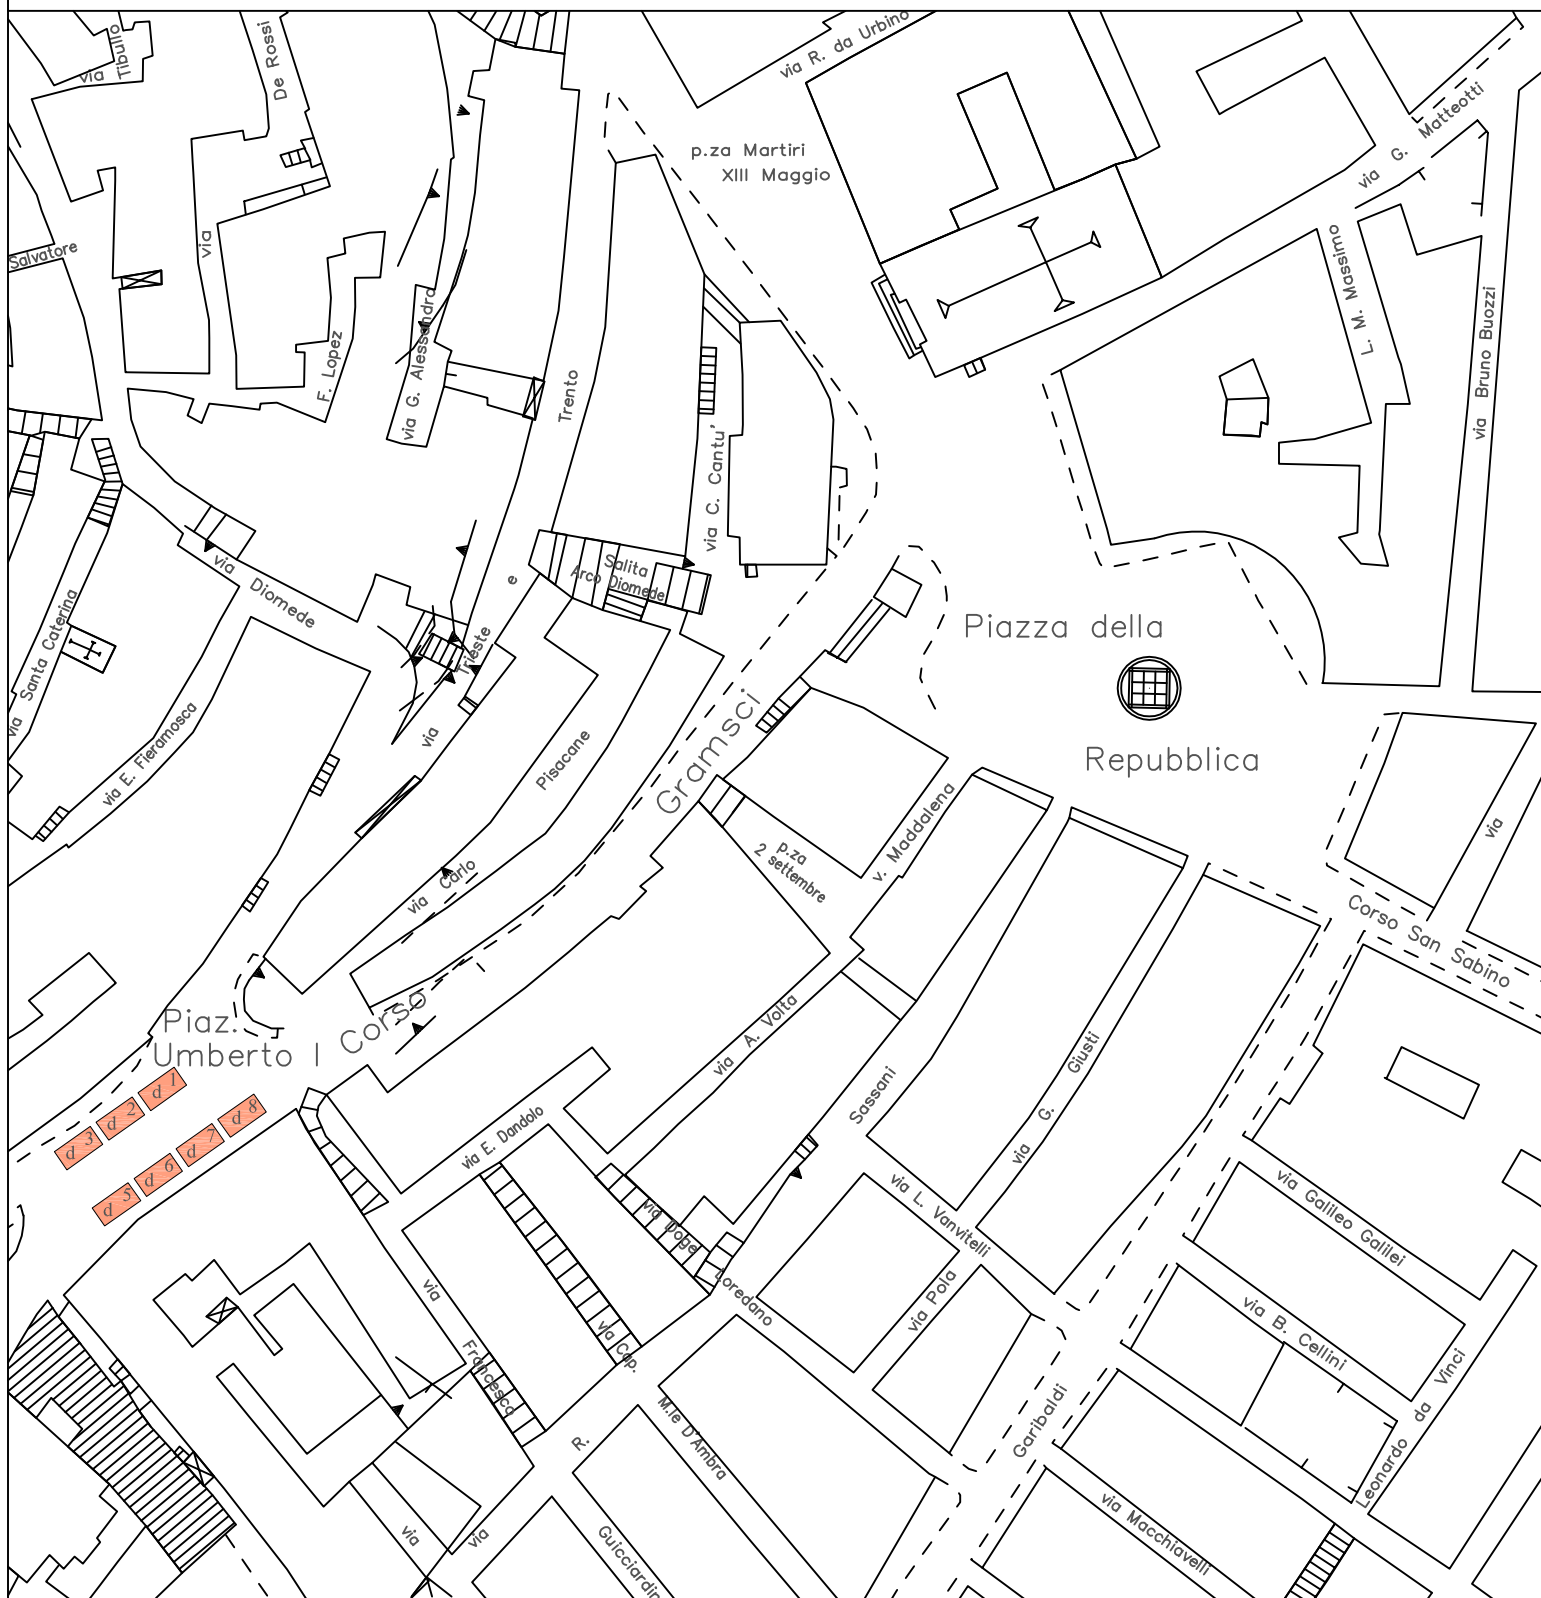 via
Tibullo
De Rossi
via R. da Urbino
via G. Matteotti
p.za Martiri
XIII Maggio
Salvatore
via
F. Lopez
via G. Alessandro
Trento
e
Trieste
via
via C. Cantu'
L. M. Massimo
via Bruno Buozzi
Salita
Arco Diomede
via Diomede
via Santa Caterina
via E. Fieramosca
Piazza della
Repubblica
Gramsci
Pisacane
via Carlo
p.za
2 settembre
v. Maddalena
via
Corso San Sabino
Piaz.
Umberto I
Corso
via A. Volta
Sassani
via G. Giusti
d 1
d 2
d 3
d 8
d 7
d 6
d 5
via E. Dandolo
via Doge
Loredano
via L. Vanvitelli
via Pola
via Galileo Galilei
via B. Cellini
Leonardo da Vinci
Garibaldi
via
Francesco
via Cap.
R.
M.le D'Ambra
via
via
via Macchiavelli